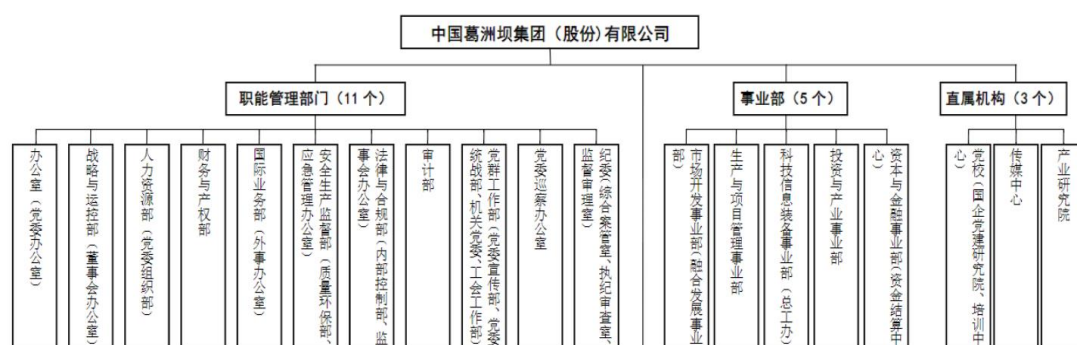 中国葛洲坝集团（股份）有限公司
职能管理部门（11 个）
事业部（5 个）
直属机构（3 个）
办公室（党委办公室）
战略与运控部（董事会办公室）
人力资源部（党委组织部）
财务与产权部
国际业务部（外事办公室）
安全生产监督部（质量环保部、
应急管理办公室）
法律与合规部（内部控制部、监
事会办公室）
审计部
党群工作部（党委宣传部、党委
统战部、机关党委、工会工作部）
党委巡察办公室
纪委（综合案管室、执纪审查室、
监督审理室）
市场开发事业部（融合发展事业
部）
生产与项目管理事业部
科技信息装备事业部（总工办）
投资与产业事业部
资本与金融事业部（资金结算中
心）
党校（国企党建研究院、培训中
心）
传媒中心
产业研究院